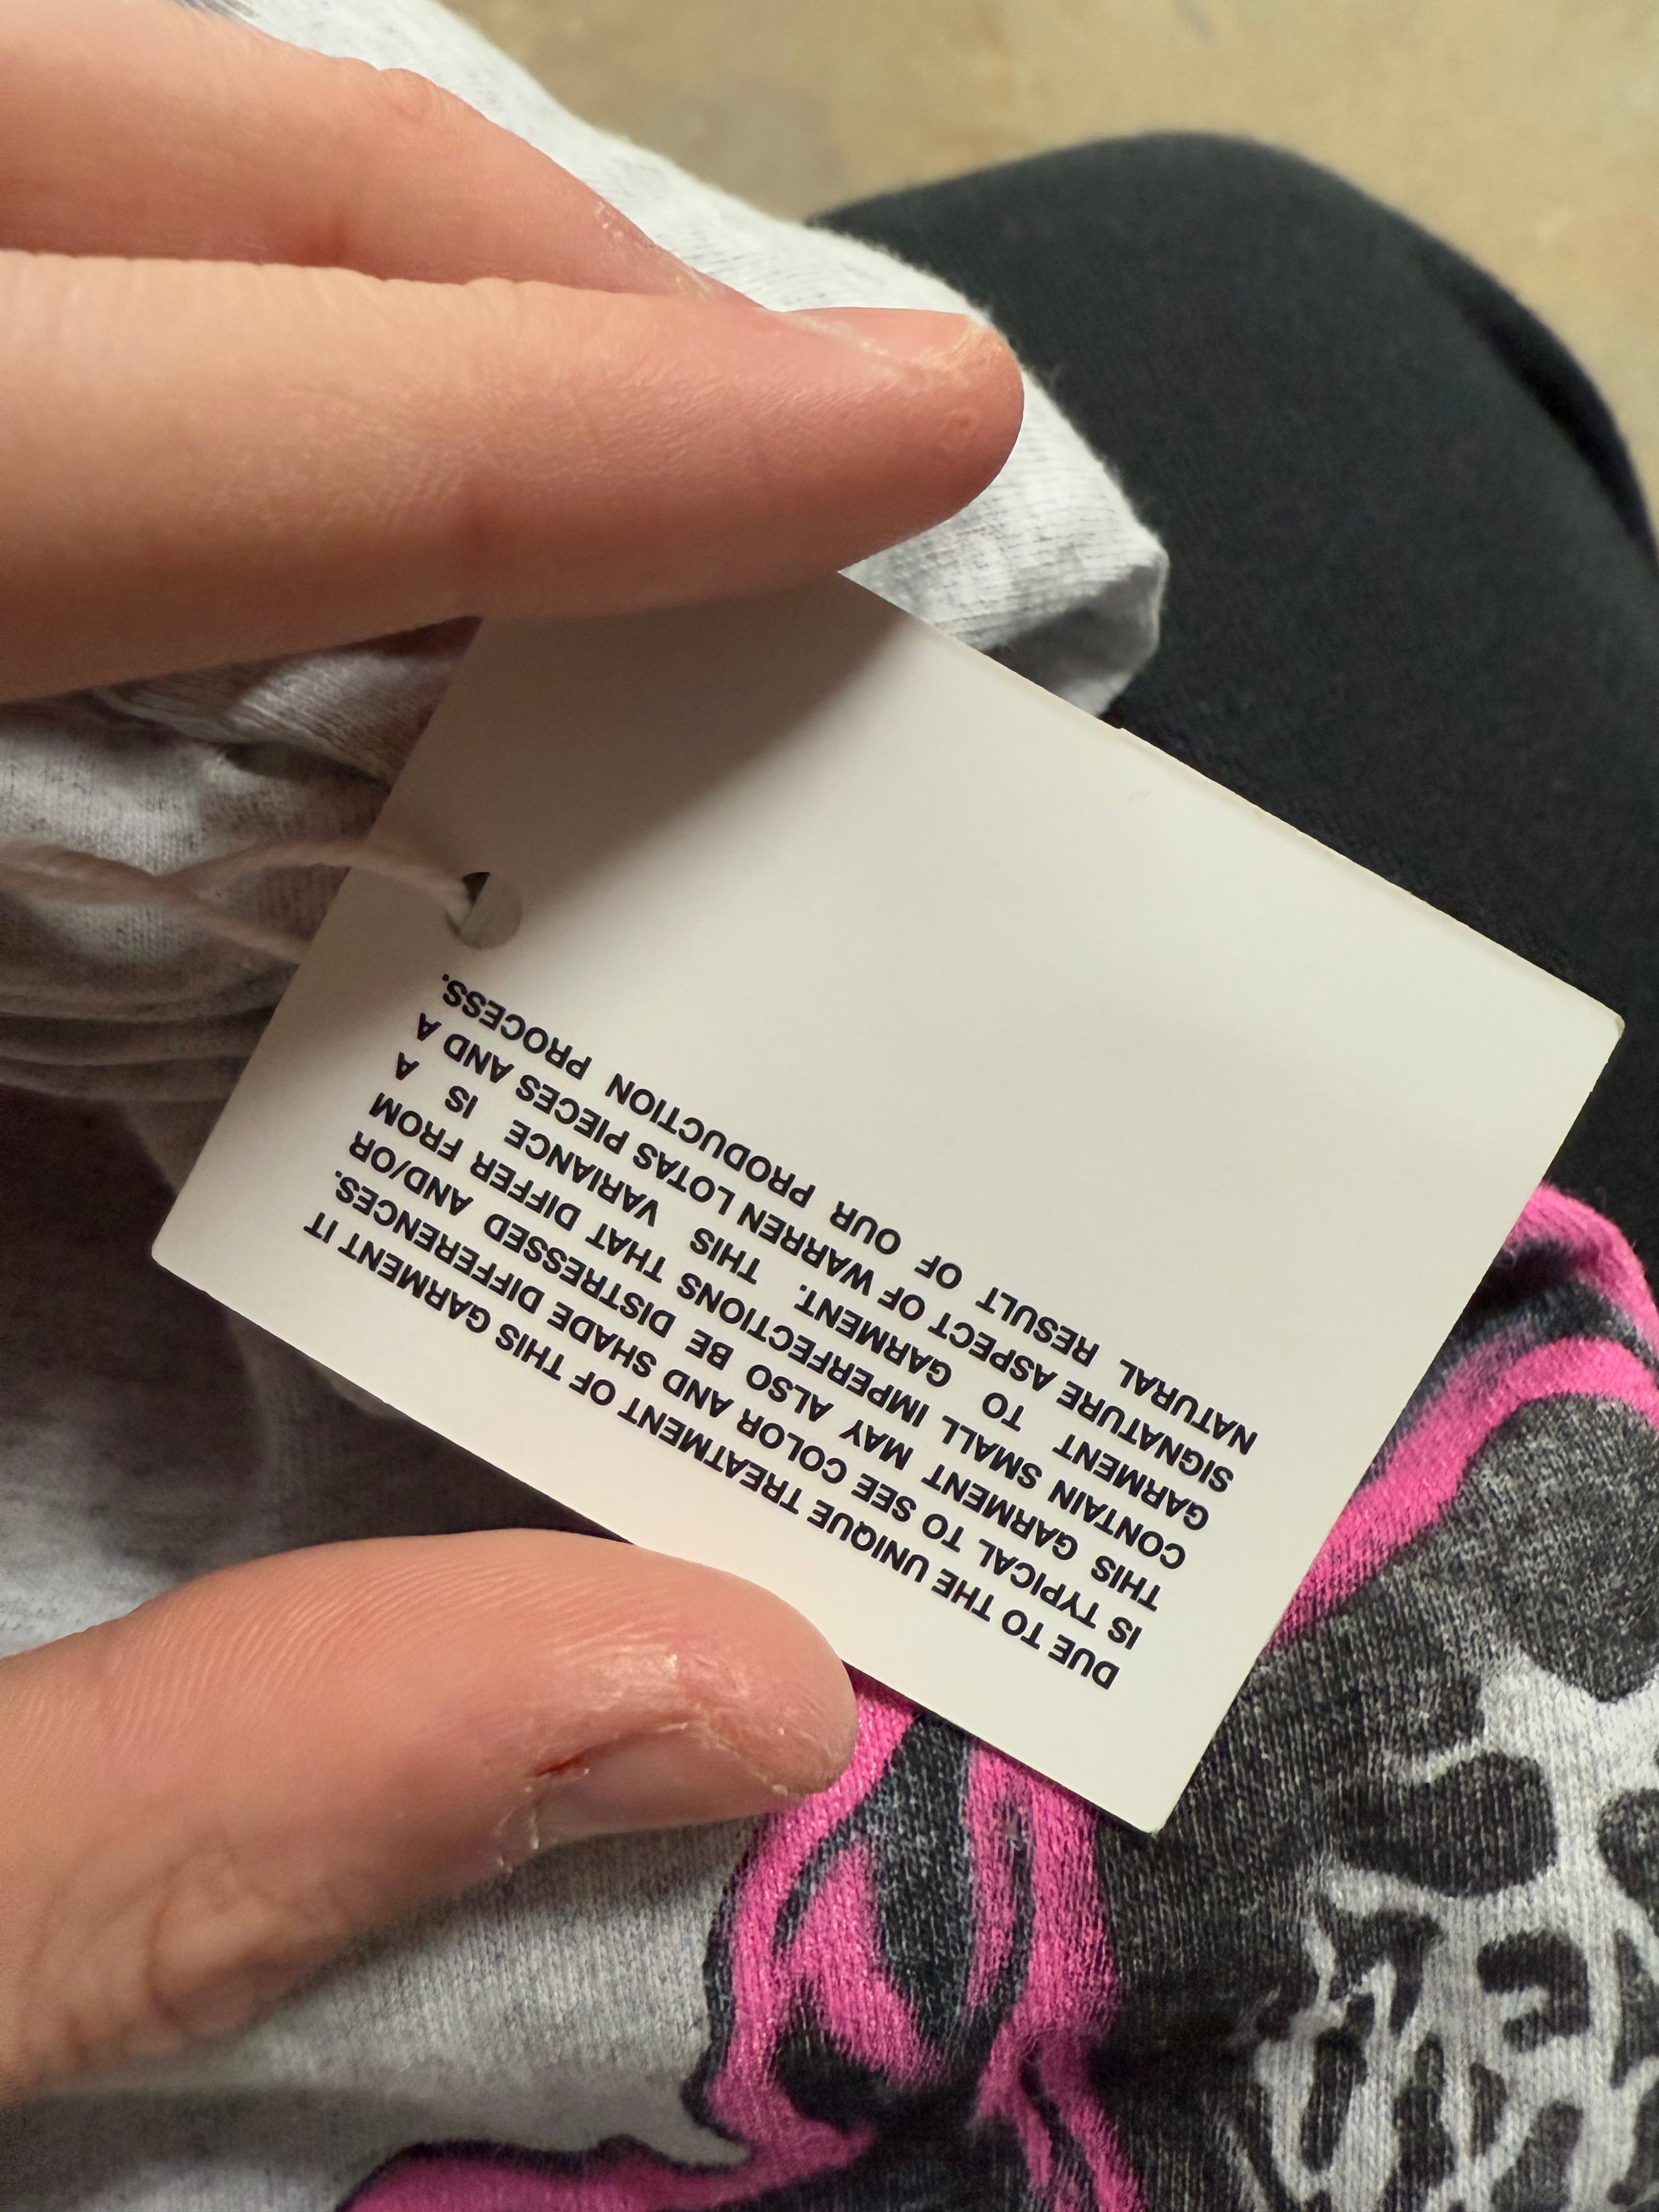 DUE TO THE UNIQUE TREATMENT OF THIS GARMENT IT
IS TYPICAL TO SEE COLOR AND SHADE DIFFERENCES.
THIS GARMENT MAY ALSO BE DISTRESSED AND/OR
CONTAIN SMALL IMPERFECTIONS THAT DIFFER FROM
GARMENT TO GARMENT. THIS VARIANCE IS A
SIGNATURE ASPECT OF WARREN LOTAS PIECES AND A
NATURAL RESULT OF OUR PRODUCTION PROCESS.